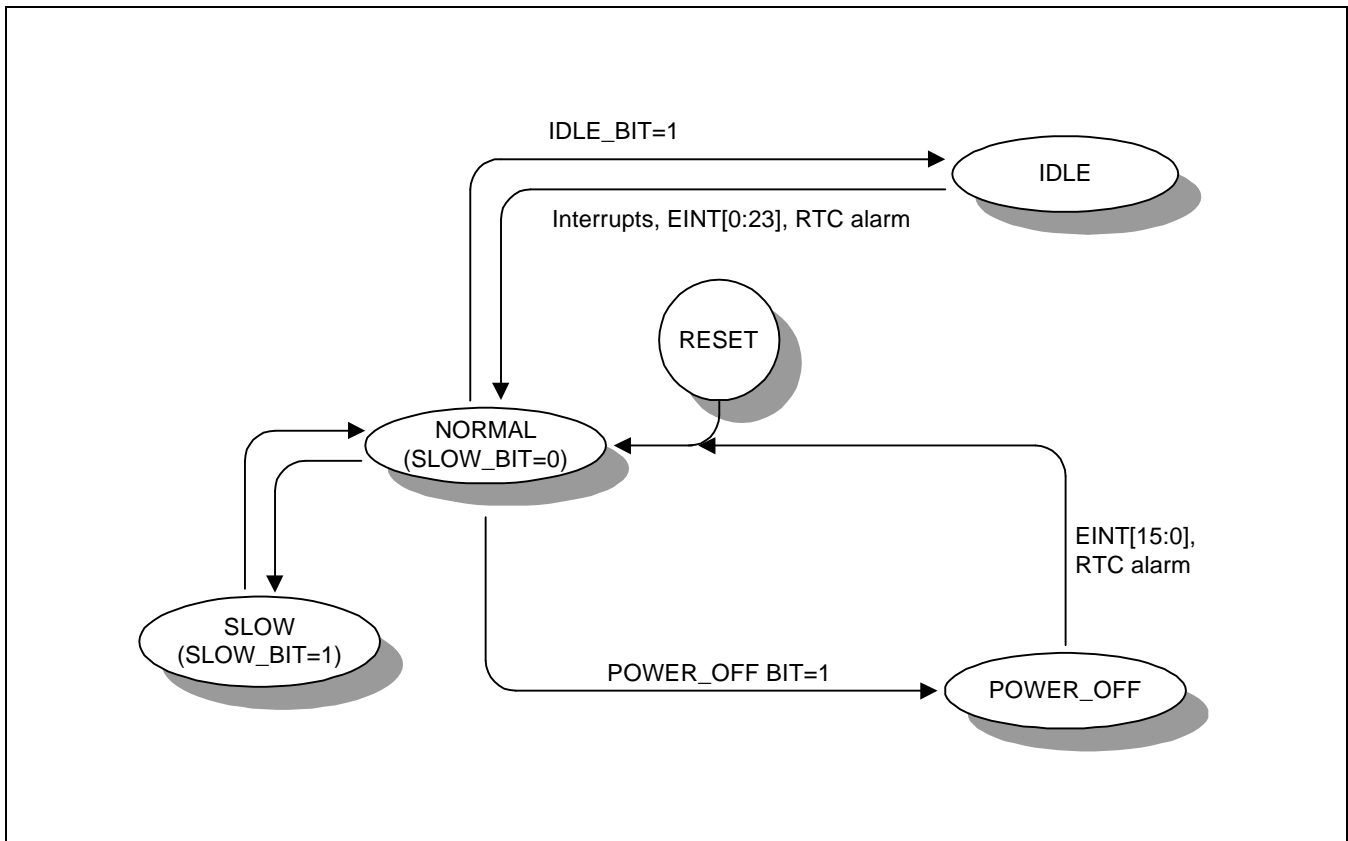 IDLE_BIT=1
IDLE
Interrupts, EINT[0:23], RTC alarm
RESET
NORMAL
(SLOW_BIT=0)
EINT[15:0],
RTC alarm
SLOW
(SLOW_BIT=1)
POWER_OFF BIT=1
POWER_OFF